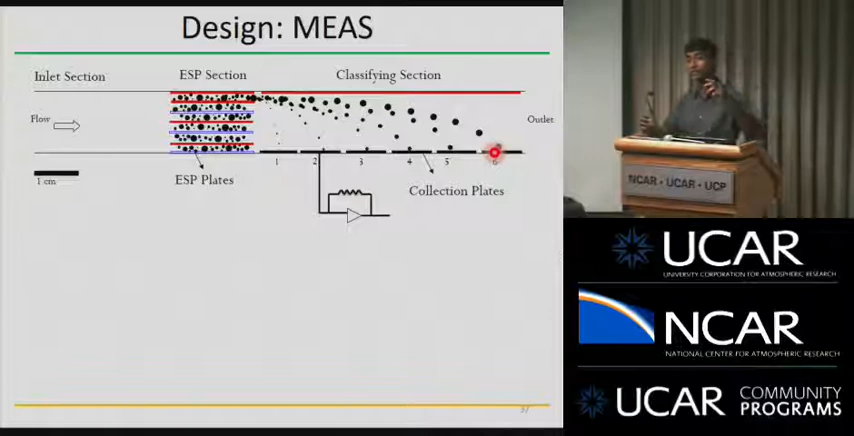 Design: MEAS
Inlet Section
ESP Section
Classifying Section
Flow
Outlet
1
2
3
4
5
6
1 cm
ESP Plates
Collection Plates
37
NCAR • UCAR • UCP
UCAR
UNIVERSITY CORPORATION FOR ATMOSPHERIC RESEARCH
NCAR
NATIONAL CENTER FOR ATMOSPHERIC RESEARCH
UCAR
COMMUNITY
PROGRAMS